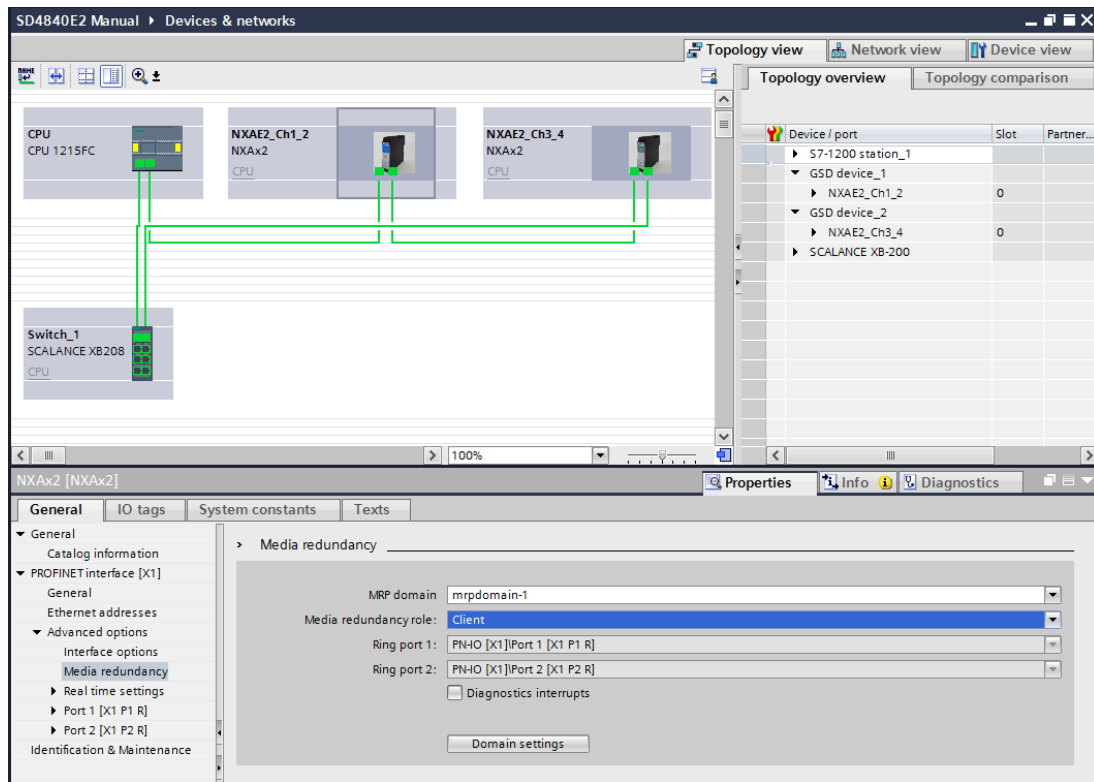 SD4840E2 Manual ▸ Devices & networks
Topology view
Network view
Device view
Topology overview
Topology comparison
CPU
CPU 1215FC
NXAE2_Ch1_2
NXAx2
CPU
NXAE2_Ch3_4
NXAx2
CPU
Switch_1
SCALANCE XB208
CPU
Device / port Slot Partner...
S7-1200 station_1
GSD device_1
NXAE2_Ch1_2 0
GSD device_2
NXAE2_Ch3_4 0
SCALANCE XB-200
100%
NXAx2 [NXAx2]
Properties
Info
Diagnostics
General
IO tags
System constants
Texts
General
Catalog information
PROFINET interface [X1]
General
Ethernet addresses
Advanced options
Interface options
Media redundancy
Real time settings
Port 1 [X1 P1 R]
Port 2 [X1 P2 R]
Identification & Maintenance
Media redundancy
MRP domain mrpdomain-1
Media redundancy role: Client
Ring port 1: PN-IO [X1]\Port 1 [X1 P1 R]
Ring port 2: PN-IO [X1]\Port 2 [X1 P2 R]
Diagnostics interrupts
Domain settings